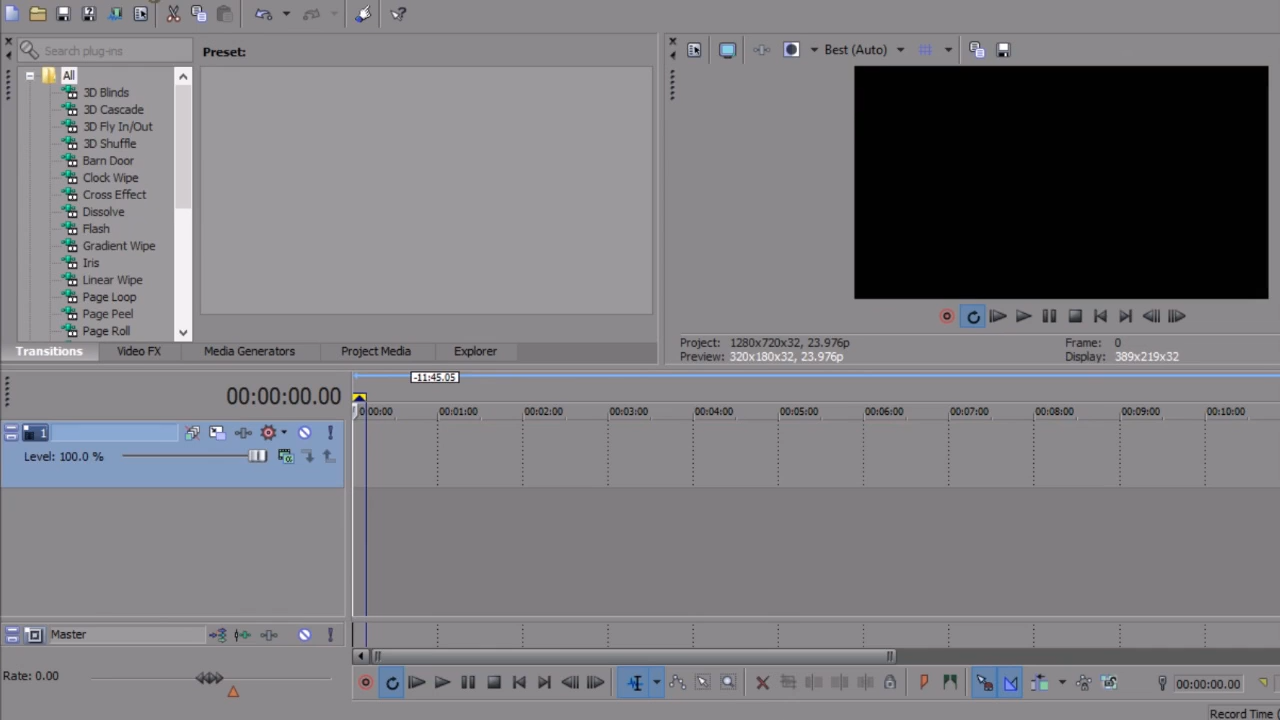 Search plug-ins
Preset:
Best (Auto)
All
3D Blinds
3D Cascade
3D Fly In/Out
3D Shuffle
Barn Door
Clock Wipe
Cross Effect
Dissolve
Flash
Gradient Wipe
Iris
Linear Wipe
Page Loop
Page Peel
Page Roll
Transitions
Video FX
Media Generators
Project Media
Explorer
Project: 1280x720x32, 23.976p
Frame: 0
Preview: 320x180x32, 23.976p
Display: 389x219x32
-11:45.05
00:00:00.00
0:00:00
00:01:00
00:02:00
00:03:00
00:04:00
00:05:00
00:06:00
00:07:00
00:08:00
00:09:00
00:10:00
1
Level: 100.0 %
Master
Rate: 0.00
00:00:00.00
Record Time (